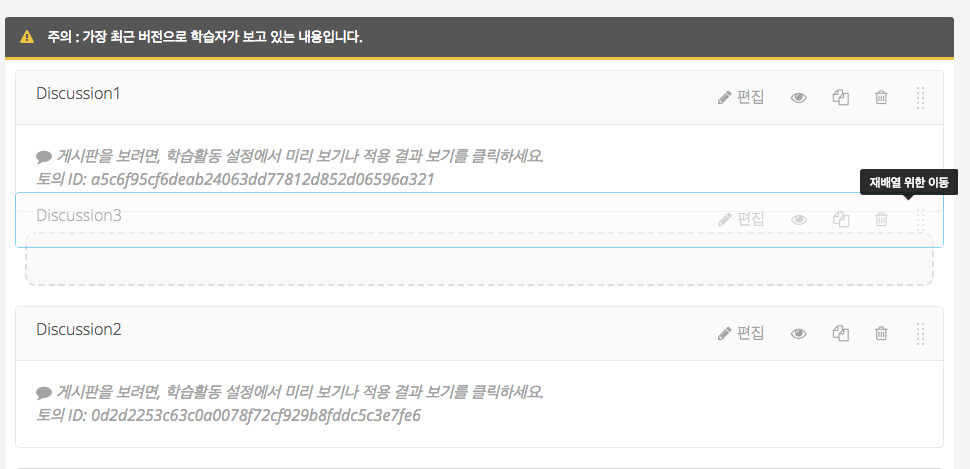 주의 : 가장 최근 버전으로 학습자가 보고 있는 내용입니다.
Discussion1
편집
게시판을 보려면, 학습활동 설정에서 미리 보기나 적용 결과 보기를 클릭하세요.
토의 ID: a5c6f95cf6deab24063dd77812d852d06596a321
재배열 위한 이동
Discussion3
편집
Discussion2
편집
게시판을 보려면, 학습활동 설정에서 미리 보기나 적용 결과 보기를 클릭하세요.
토의 ID: 0d2d2253c63c0a0078f72cf929b8fddc5c3e7fe6